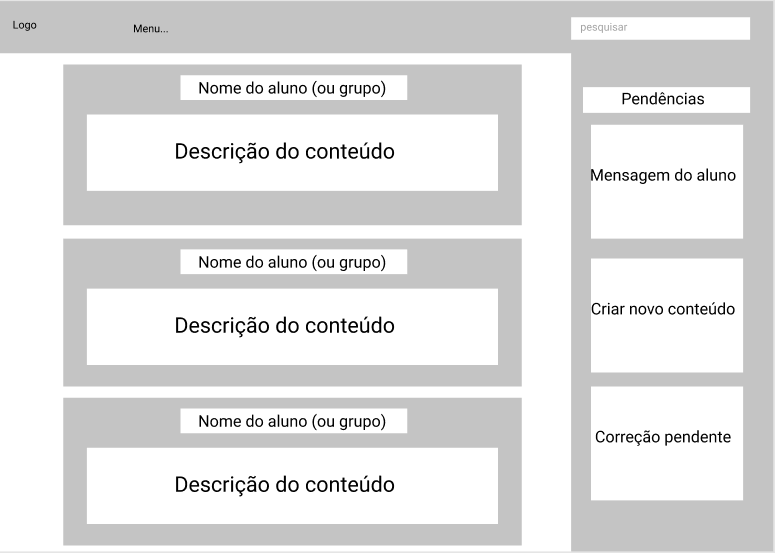 Logo
Menu...
pesquisar
Nome do aluno (ou grupo)
Descrição do conteúdo
Nome do aluno (ou grupo)
Descrição do conteúdo
Nome do aluno (ou grupo)
Descrição do conteúdo
Pendências
Mensagem do aluno
Criar novo conteúdo
Correção pendente